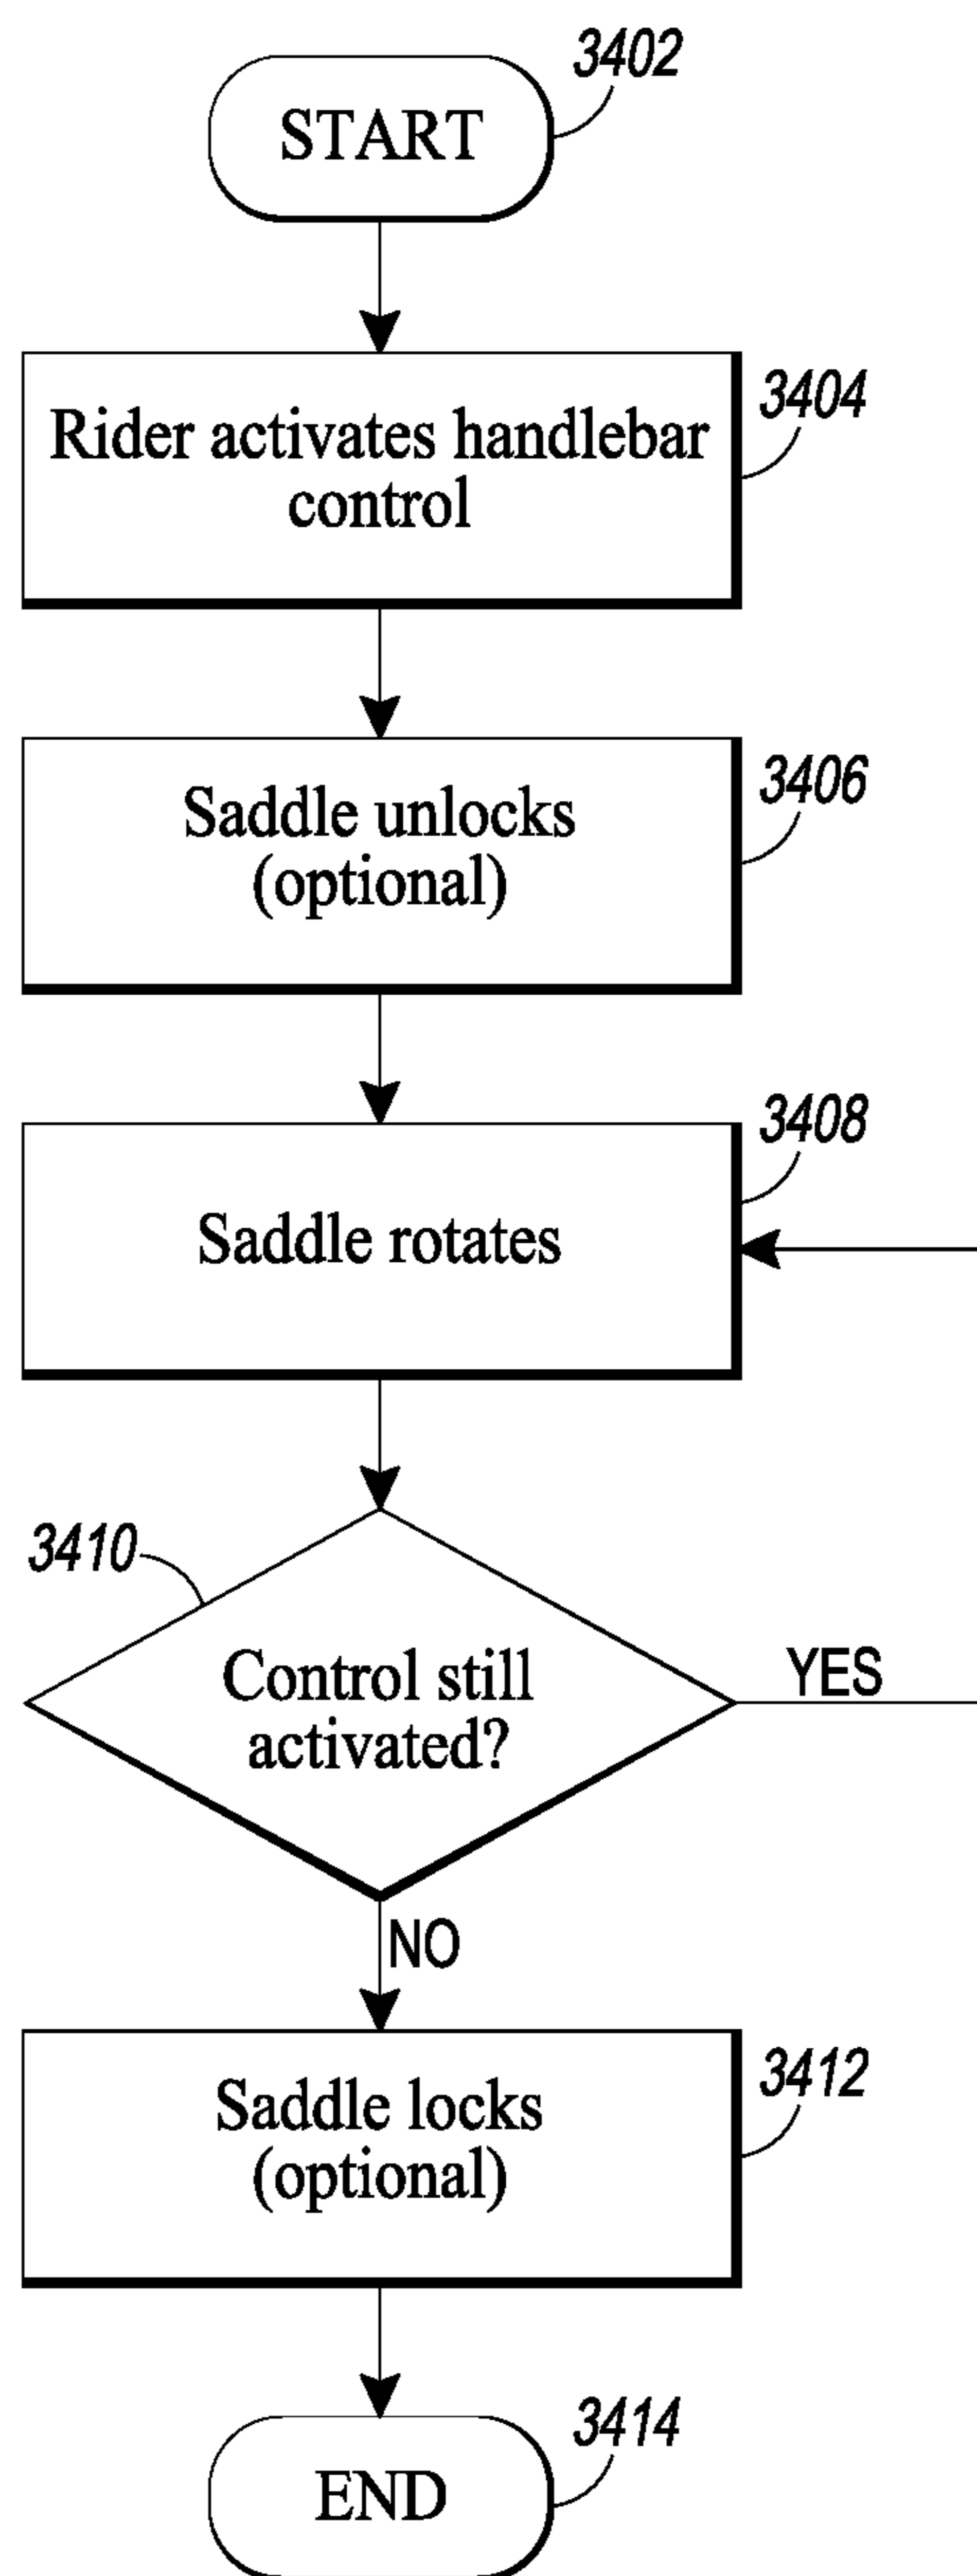 3402
START
3404
Rider activates handlebar
control
3406
Saddle unlocks
(optional)
3408
Saddle rotates
3410
Control still
activated?
YES
NO
3412
Saddle locks
(optional)
3414
END